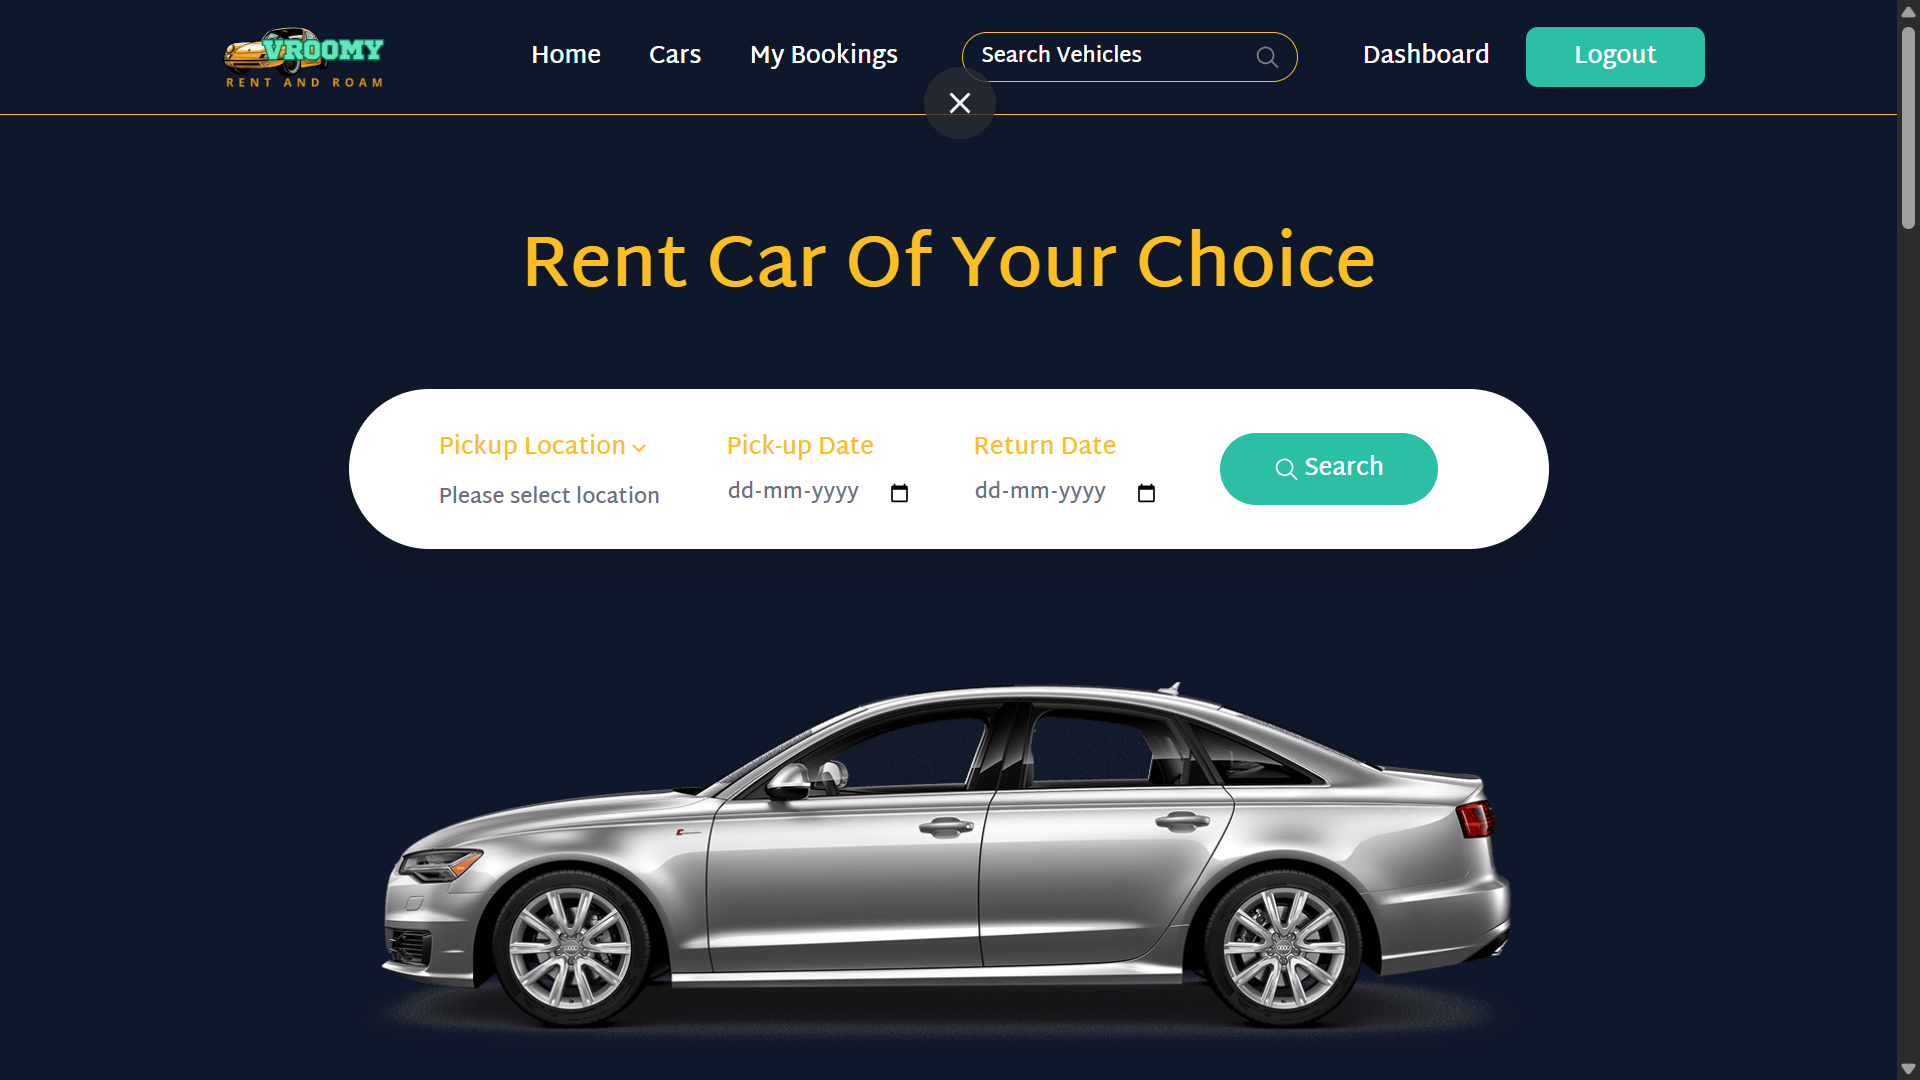 VROOMY
RENT AND ROAM
Home
Cars
My Bookings
Search Vehicles
Dashboard
Logout
Rent Car Of Your Choice
Pickup Location
Please select location
Pick-up Date
dd-mm-yyyy
Return Date
dd-mm-yyyy
Search